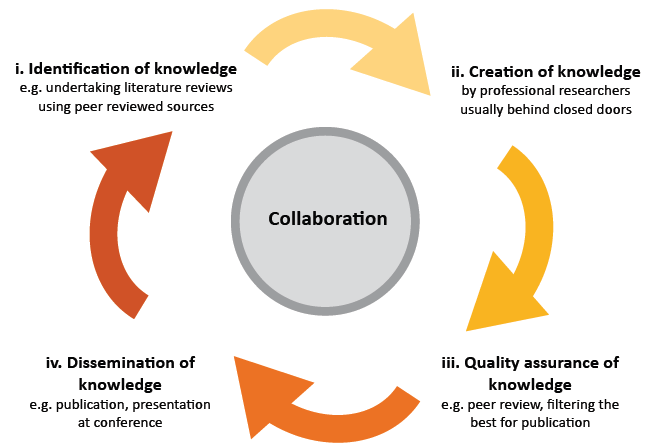 i. Identification of knowledge
e.g. undertaking literature reviews
using peer reviewed sources
ii. Creation of knowledge
by professional researchers
usually behind closed doors
Collaboration
iv. Dissemination of
knowledge
e.g. publication, presentation
at conference
iii. Quality assurance of
knowledge
e.g. peer review, filtering the
best for publication